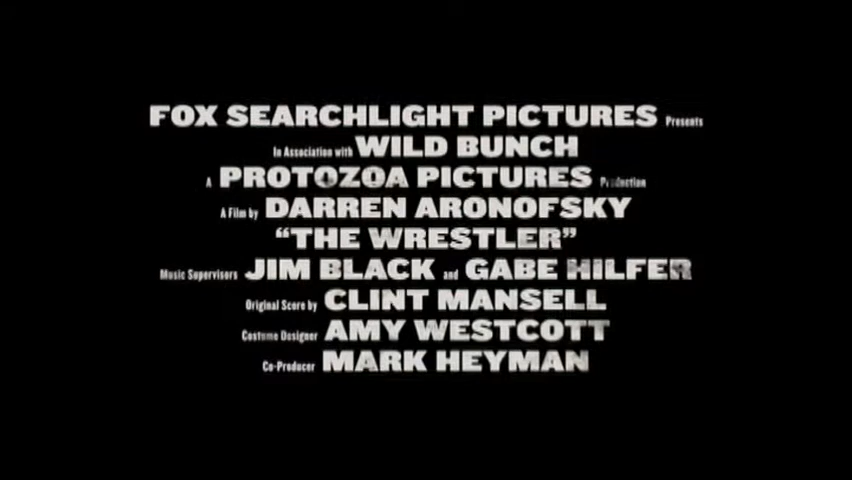 FOX SEARCHLIGHT PICTURES Presents
In Association with WILD BUNCH
A PROTOZOA PICTURES Production
A Film by DARREN ARONOFSKY
“THE WRESTLER”
Music Supervisors JIM BLACK and GABE HILFER
Original Score by CLINT MANSELL
Costume Designer AMY WESTCOTT
Co-Producer MARK HEYMAN